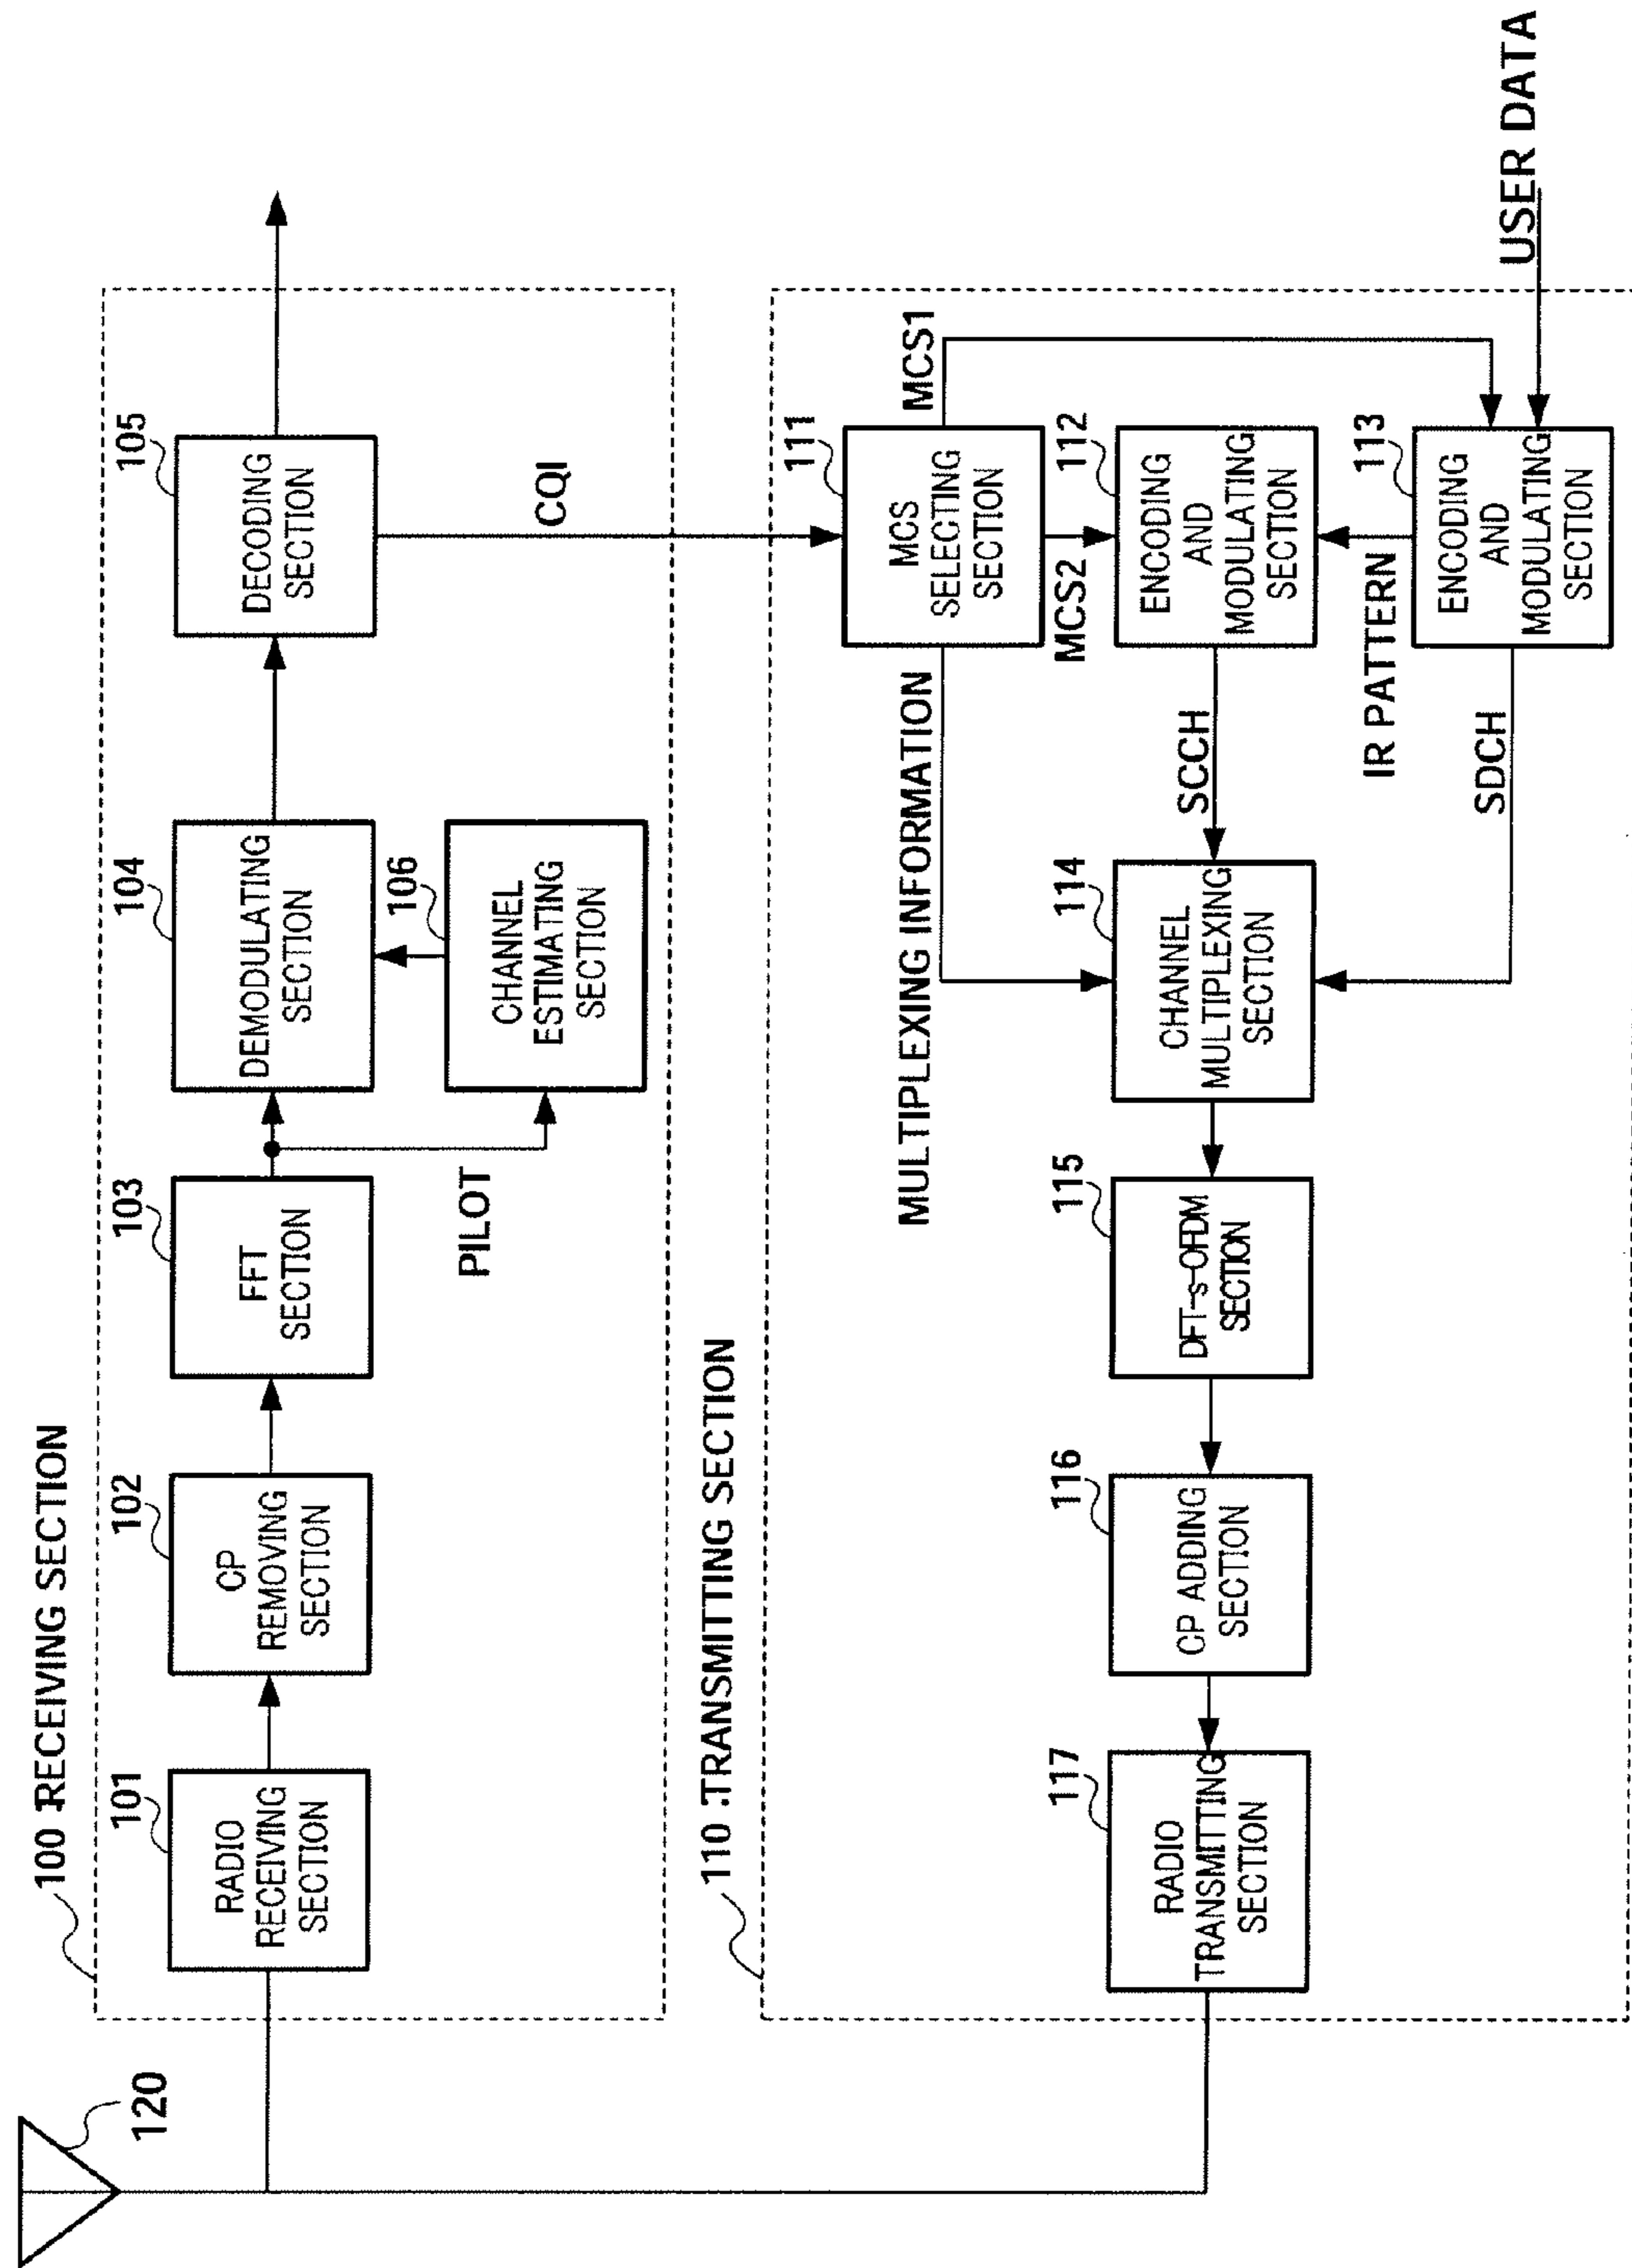 100 :RECEIVING SECTION
101
RADIO
RECEIVING
SECTION
102
CP
REMOVING
SECTION
103
FFT
SECTION
PILOT
104
DEMODULATING
SECTION
106
CHANNEL
ESTIMATING
SECTION
105
DECODING
SECTION
CQI
120
110 :TRANSMITTING SECTION
111
MCS
SELECTING
SECTION
MCS1
MCS2
MULTIPLEXING INFORMATION
112
ENCODING
AND
MODULATING
SECTION
SCCH
IR PATTERN
113
ENCODING
AND
MODULATING
SECTION
SDCH
USER DATA
114
CHANNEL
MULTIPLEXING
SECTION
115
DFT-s-OFDM
SECTION
116
CP ADDING
SECTION
117
RADIO
TRANSMITTING
SECTION